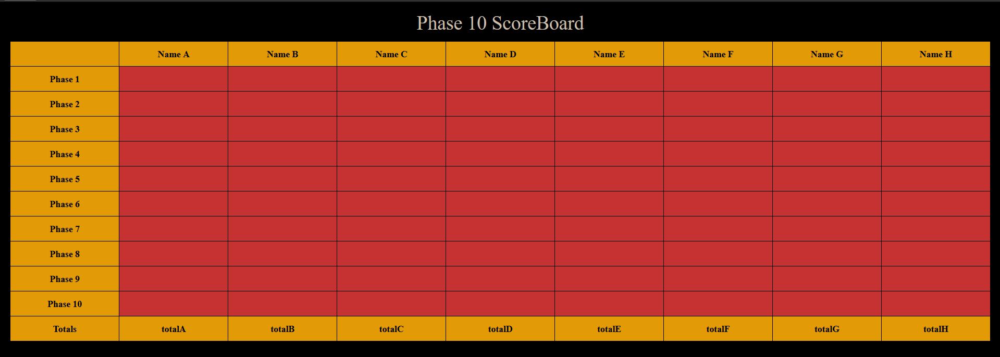 Phase 10 ScoreBoard
Name A Name B Name C Name D Name E Name F Name G Name H
Phase 1
Phase 2
Phase 3
Phase 4
Phase 5
Phase 6
Phase 7
Phase 8
Phase 9
Phase 10
Totals totalA totalB totalC totalD totalE totalF totalG totalH